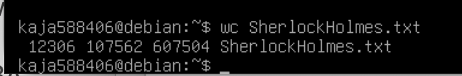 kaja588406@debian:~$ wc SherlockHolmes.txt
12306 107562 607504 SherlockHolmes.txt
kaja588406@debian:~$ _